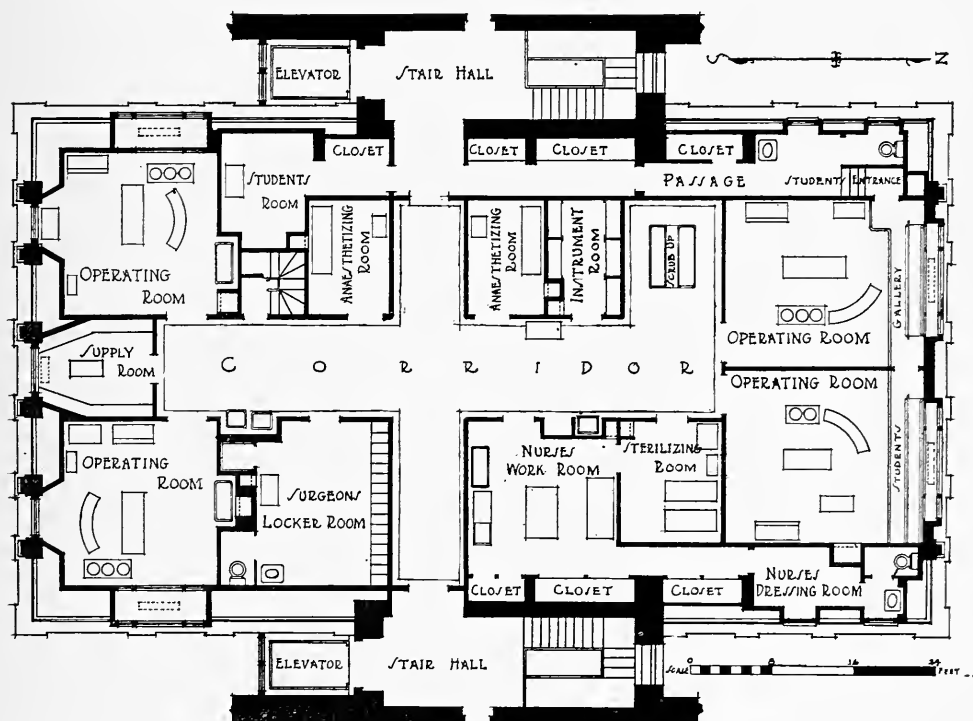 ELEVATOR
STAIR HALL
S N
CLOSET
CLOSET
CLOSET
CLOSET
PASSAGE
STUDENTS ENTRANCE
STUDENTS
ROOM
ANAESTHETIZING
ROOM
ANAESTHETIZING
ROOM
INSTRUMENT
ROOM
SCRUB UP
OPERATING
ROOM
GALLERY
OPERATING ROOM
SUPPLY
ROOM
CORRIDOR
OPERATING ROOM
STUDENTS
OPERATING
ROOM
SURGEONS
LOCKER ROOM
NURSES
WORK ROOM
STERILIZING
ROOM
NURSES
DRESSING ROOM
CLOSET
CLOSET
CLOSET
ELEVATOR
STAIR HALL
SCALE 0 8 16 24 FEET